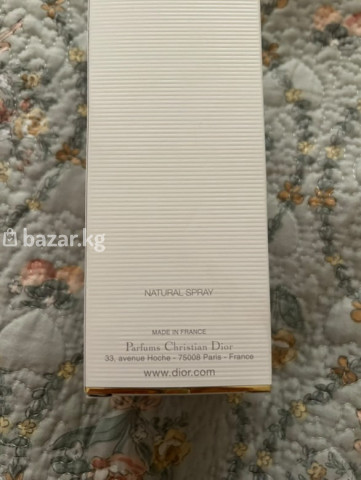 bazar.kg
NATURAL SPRAY
MADE IN FRANCE
Parfums Christian Dior
33, avenue Hoche - 75008 Paris - France
www.dior.com